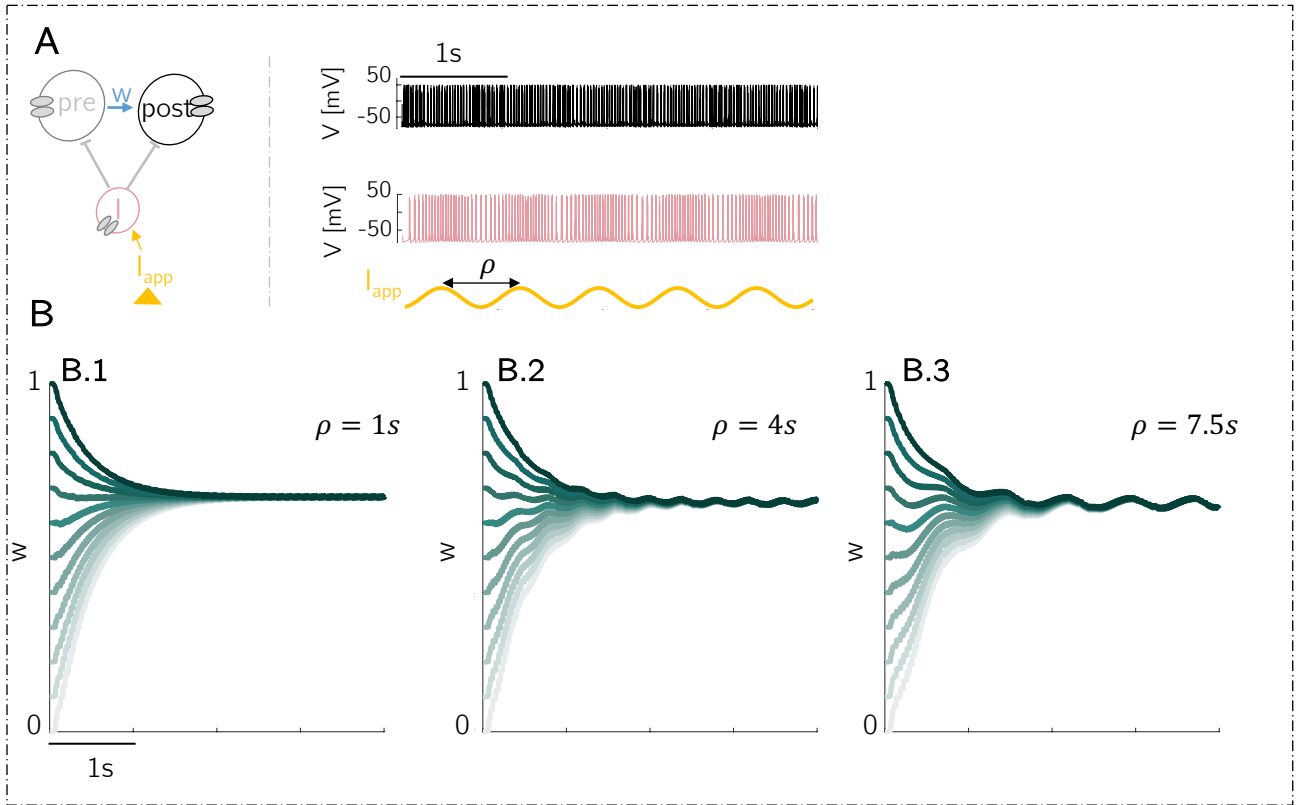 A
pre
w
post
I
I app
1s
50
-50
V [mV]
50
-50
V [mV]
I app
ρ
B
B.1
1
ρ = 1s
w
0
1s
B.2
1
ρ = 4s
w
0
B.3
1
ρ = 7.5s
w
0